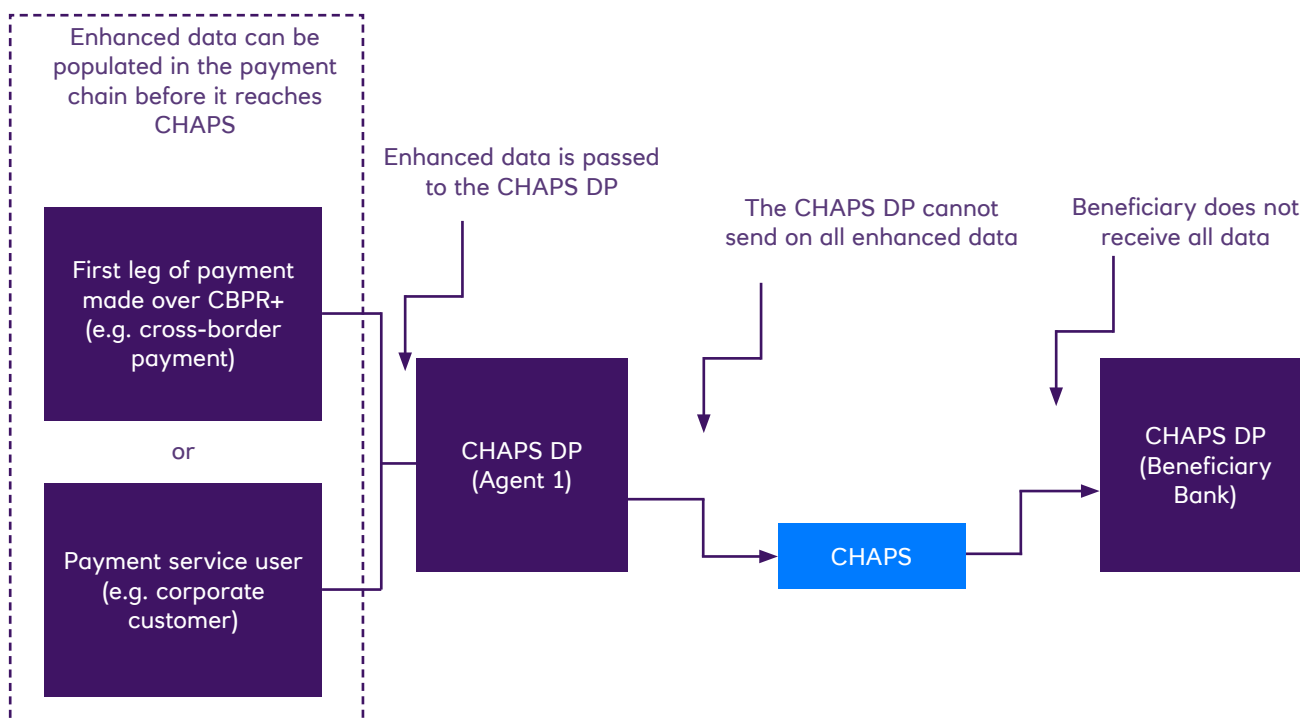 Enhanced data can be
populated in the payment
chain before it reaches
CHAPS
Enhanced data is passed
to the CHAPS DP
The CHAPS DP cannot
send on all enhanced data
Beneficiary does not
receive all data
First leg of payment
made over CBPR+
(e.g. cross-border
payment)
or
Payment service user
(e.g. corporate
customer)
CHAPS DP
(Agent 1)
CHAPS
CHAPS DP
(Beneficiary
Bank)